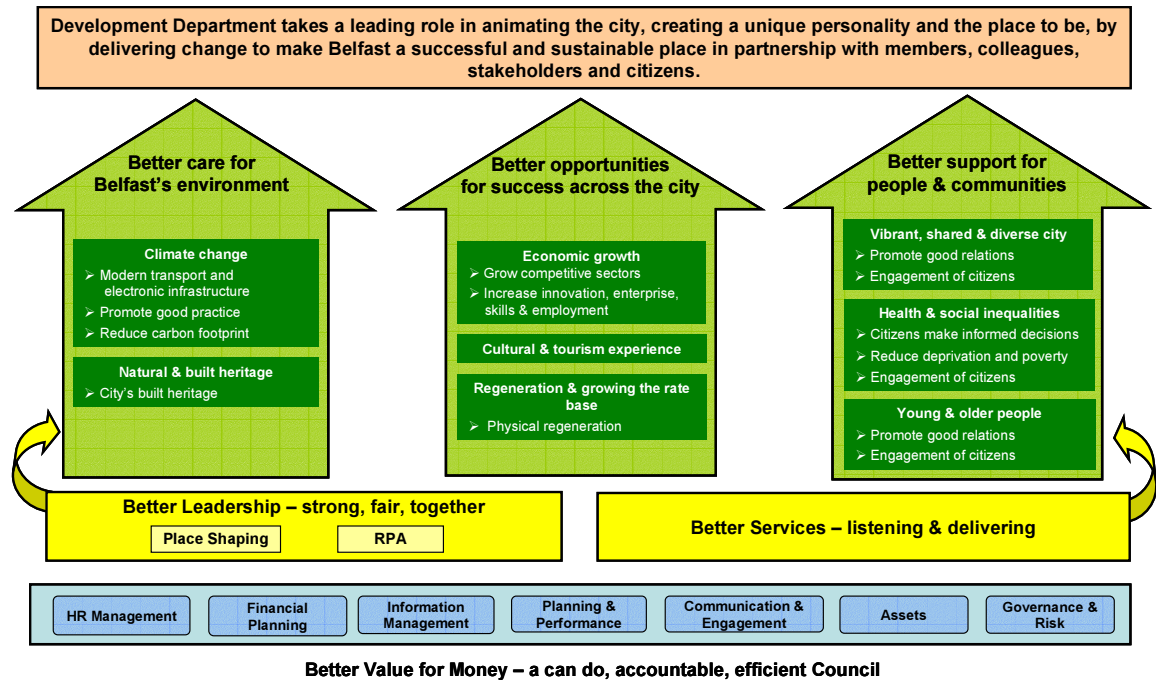 Development Department takes a leading role in animating the city, creating a unique personality and the place to be, by
delivering change to make Belfast a successful and sustainable place in partnership with members, colleagues,
stakeholders and citizens.
Better care for
Belfast's environment
Climate change
➢ Modern transport and
electronic infrastructure
➢ Promote good practice
➢ Reduce carbon footprint
Natural & built heritage
➢ City's built heritage
Better opportunities
for success across the city
Economic growth
➢ Grow competitive sectors
➢ Increase innovation, enterprise,
skills & employment
Cultural & tourism experience
Regeneration & growing the rate
base
➢ Physical regeneration
Better support for
people & communities
Vibrant, shared & diverse city
➢ Promote good relations
➢ Engagement of citizens
Health & social inequalities
➢ Citizens make informed decisions
➢ Reduce deprivation and poverty
➢ Engagement of citizens
Young & older people
➢ Promote good relations
➢ Engagement of citizens
Better Leadership – strong, fair, together
Place Shaping
RPA
Better Services – listening & delivering
HR Management
Financial
Planning
Information
Management
Planning &
Performance
Communication &
Engagement
Assets
Governance &
Risk
Better Value for Money – a can do, accountable, efficient Council